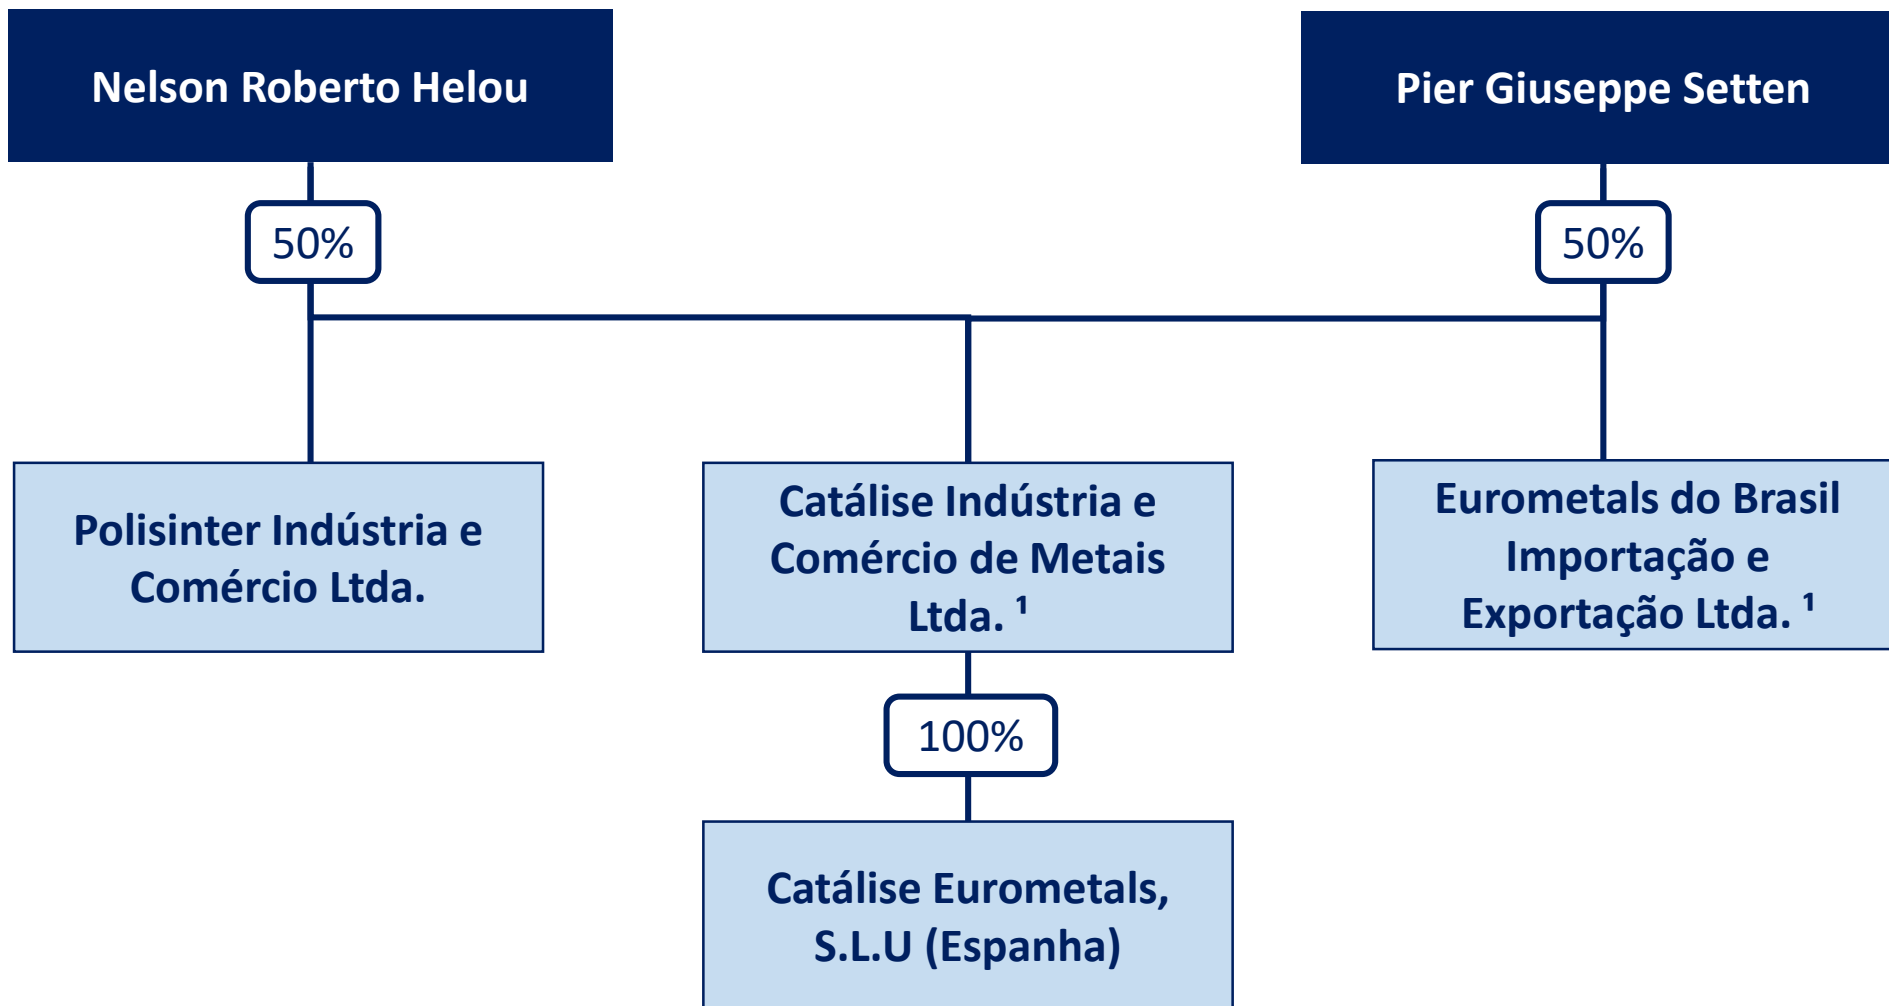 Nelson Roberto Helou
Pier Giuseppe Setten
50%
50%
Polisinter Indústria e
Comércio Ltda.
Catálise Indústria e
Comércio de Metais
Ltda. ¹
Eurometals do Brasil
Importação e
Exportação Ltda. ¹
100%
Catálise Eurometals,
S.L.U (Espanha)